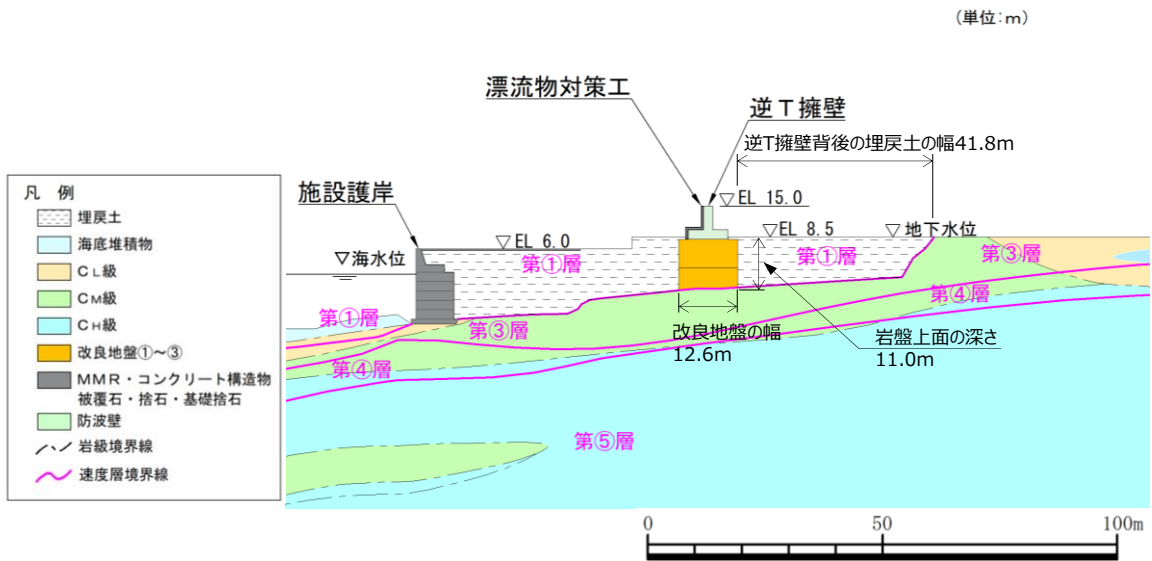 (単位:m)
漂流物対策工
逆T擁壁
逆T擁壁背後の埋戻土の幅41.8m
施設護岸
▽EL 15.0
▽EL 6.0
▽EL 8.5
▽地下水位
▽海水位
第①層
第①層
第③層
第①層
第③層
第④層
第④層
改良地盤の幅
12.6m
岩盤上面の深さ
11.0m
第⑤層
凡 例
埋戻土
海底堆積物
CL級
CM級
CH級
改良地盤①~③
MMR・コンクリート構造物
被覆石・捨石・基礎捨石
防波壁
岩級境界線
速度層境界線
0
50
100m